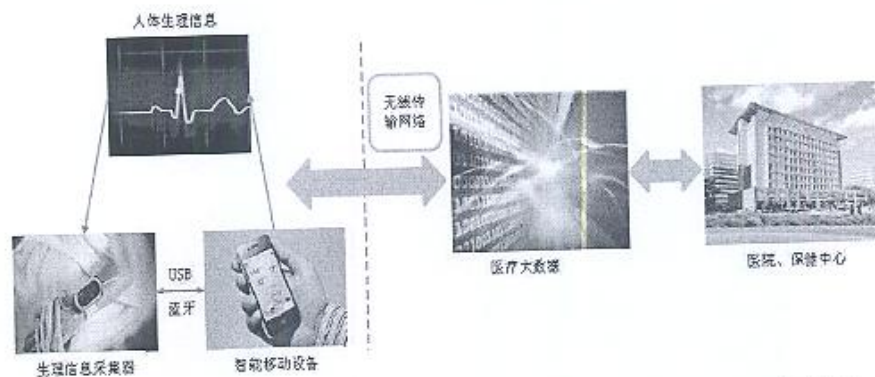 人体生理信息
无线传
输网络
医疗大数据
医院、保健中心
USB
蓝牙
生理信息采集器
智能移动设备